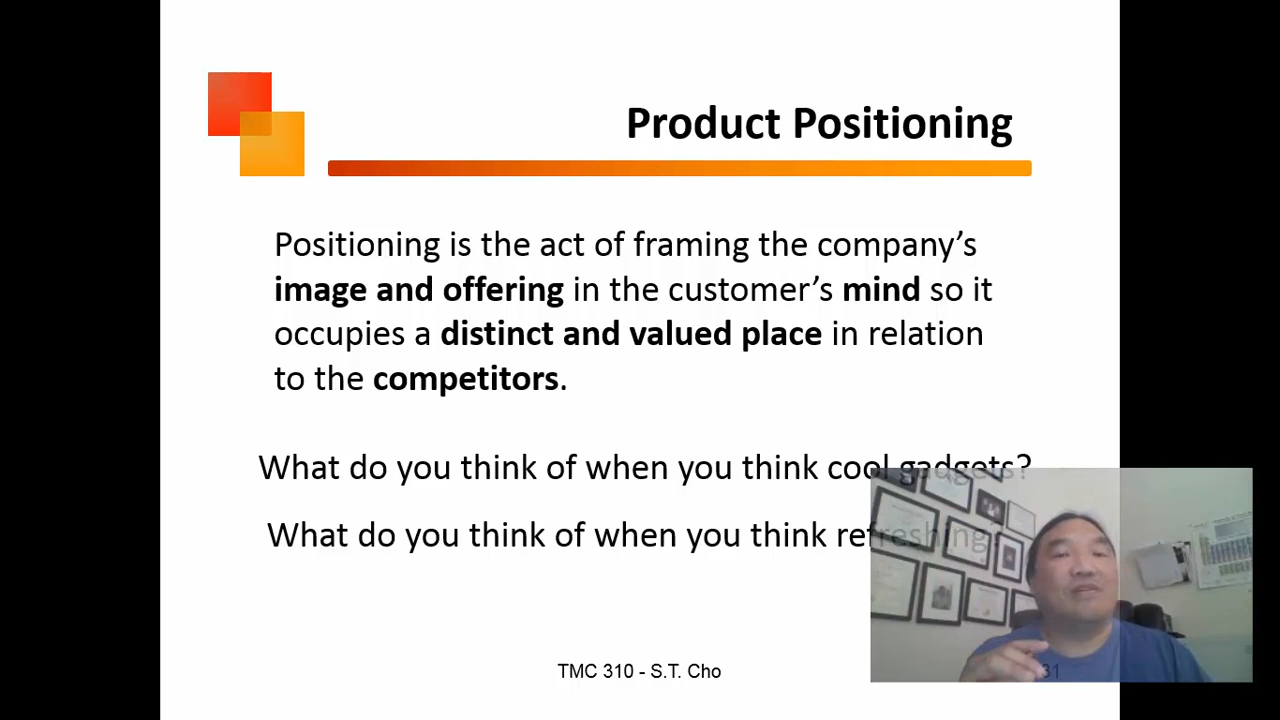 Product Positioning
Positioning is the act of framing the company’s
image and offering in the customer’s mind so it
occupies a distinct and valued place in relation
to the competitors.
What do you think of when you think cool gadgets?
What do you think of when you think refreshing?
TMC 310 - S.T. Cho
31